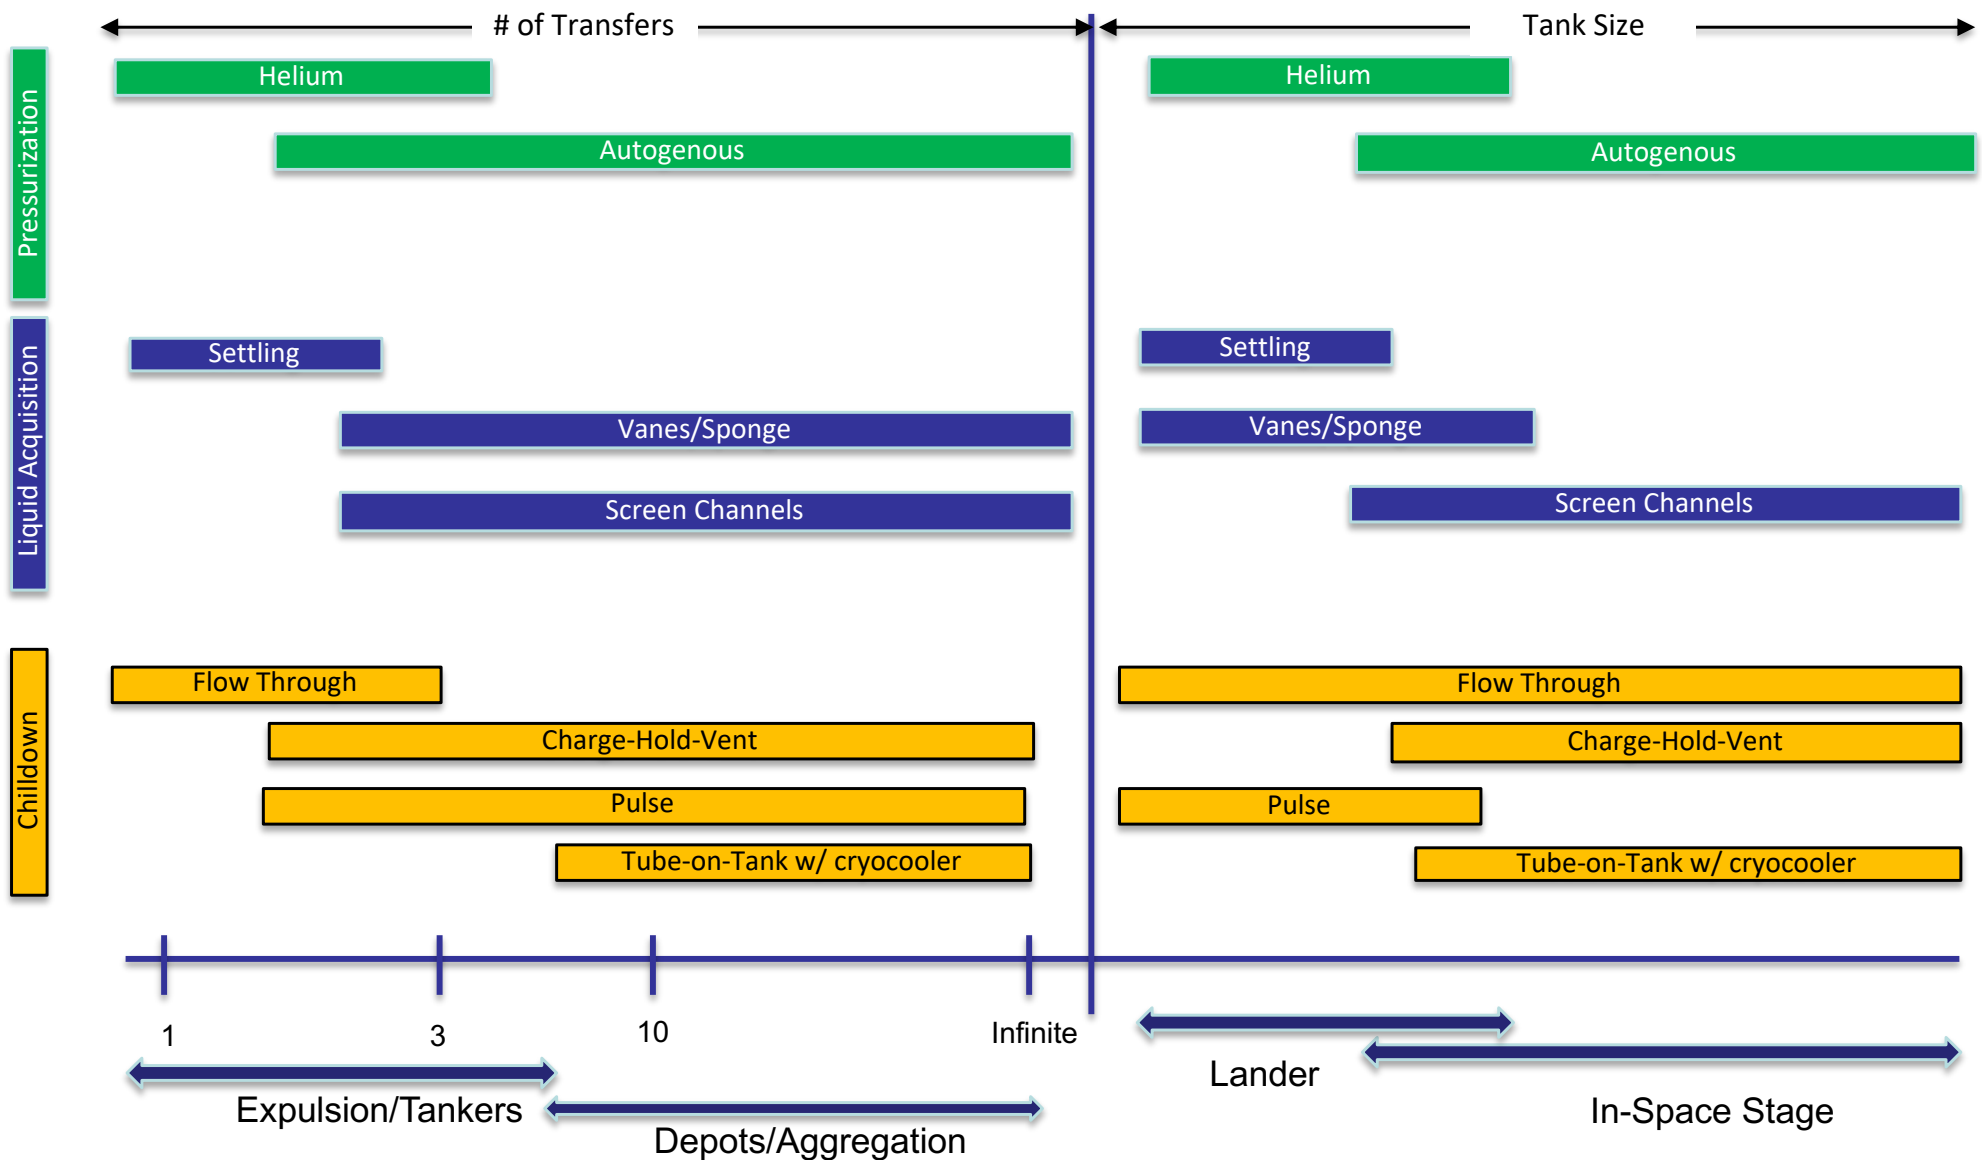 # of Transfers
Tank Size
Pressurization
Helium
Helium
Autogenous
Autogenous
Liquid Acquisition
Settling
Settling
Vanes/Sponge
Vanes/Sponge
Screen Channels
Screen Channels
Chilldown
Flow Through
Flow Through
Charge-Hold-Vent
Charge-Hold-Vent
Pulse
Pulse
Tube-on-Tank w/ cryocooler
Tube-on-Tank w/ cryocooler
1
3
10
Infinite
Lander
Expulsion/Tankers
In-Space Stage
Depots/Aggregation